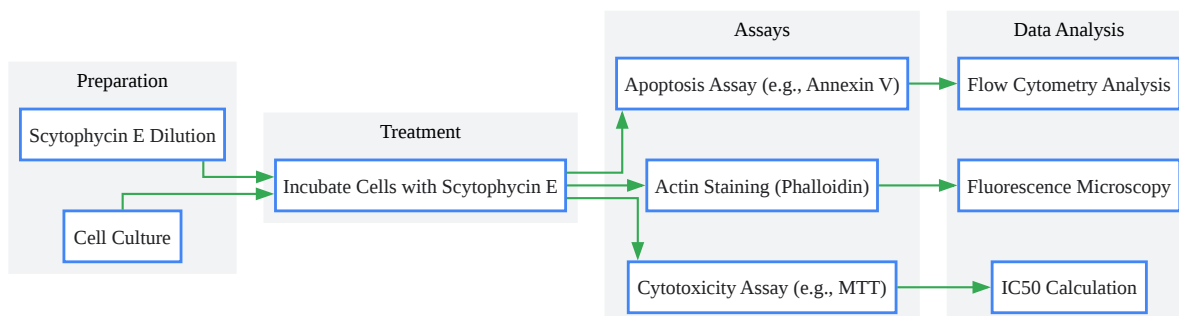 Preparation
Scytophycin E Dilution
Cell Culture
Treatment
Incubate Cells with Scytophycin E
Assays
Apoptosis Assay (e.g., Annexin V)
Actin Staining (Phalloidin)
Cytotoxicity Assay (e.g., MTT)
Data Analysis
Flow Cytometry Analysis
Fluorescence Microscopy
IC50 Calculation